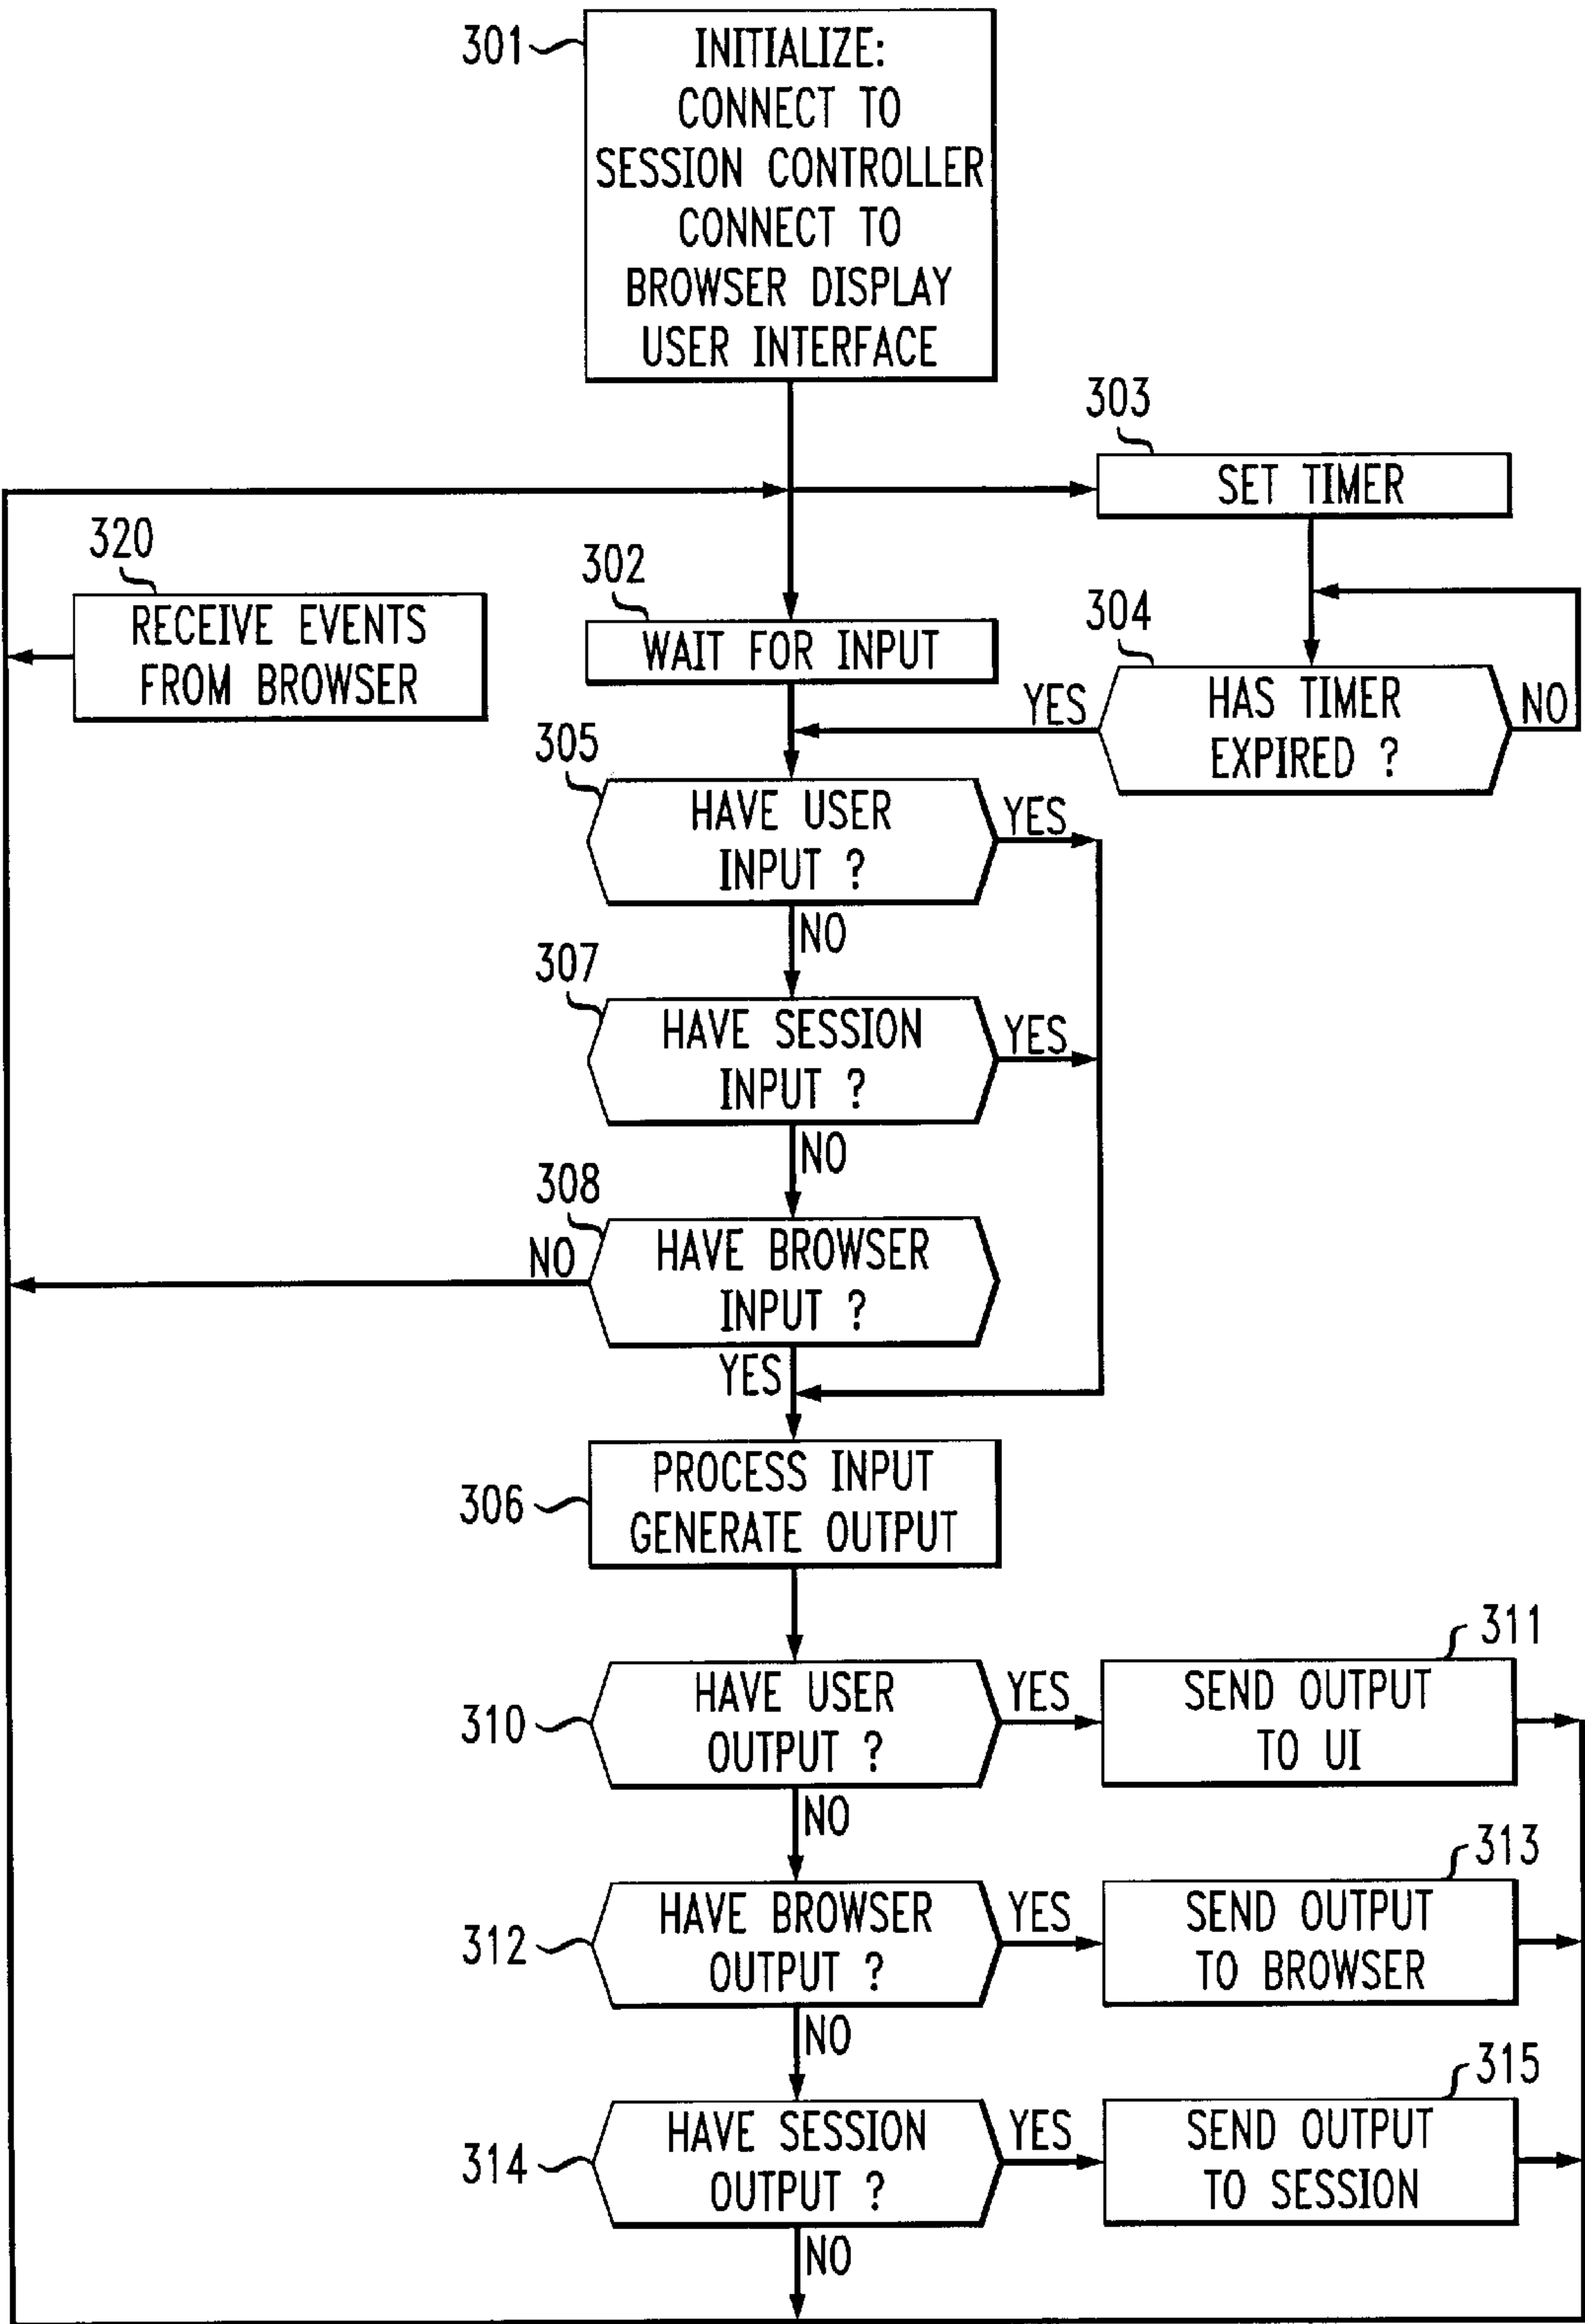 301
INITIALIZE:
CONNECT TO
SESSION CONTROLLER
CONNECT TO
BROWSER DISPLAY
USER INTERFACE
303
SET TIMER
320
RECEIVE EVENTS
FROM BROWSER
302
WAIT FOR INPUT
304
HAS TIMER
EXPIRED ?
YES
NO
305
HAVE USER
INPUT ?
YES
NO
307
HAVE SESSION
INPUT ?
YES
NO
308
HAVE BROWSER
INPUT ?
NO
YES
306
PROCESS INPUT
GENERATE OUTPUT
310
HAVE USER
OUTPUT ?
YES
311
SEND OUTPUT
TO UI
NO
312
HAVE BROWSER
OUTPUT ?
YES
313
SEND OUTPUT
TO BROWSER
NO
314
HAVE SESSION
OUTPUT ?
YES
315
SEND OUTPUT
TO SESSION
NO